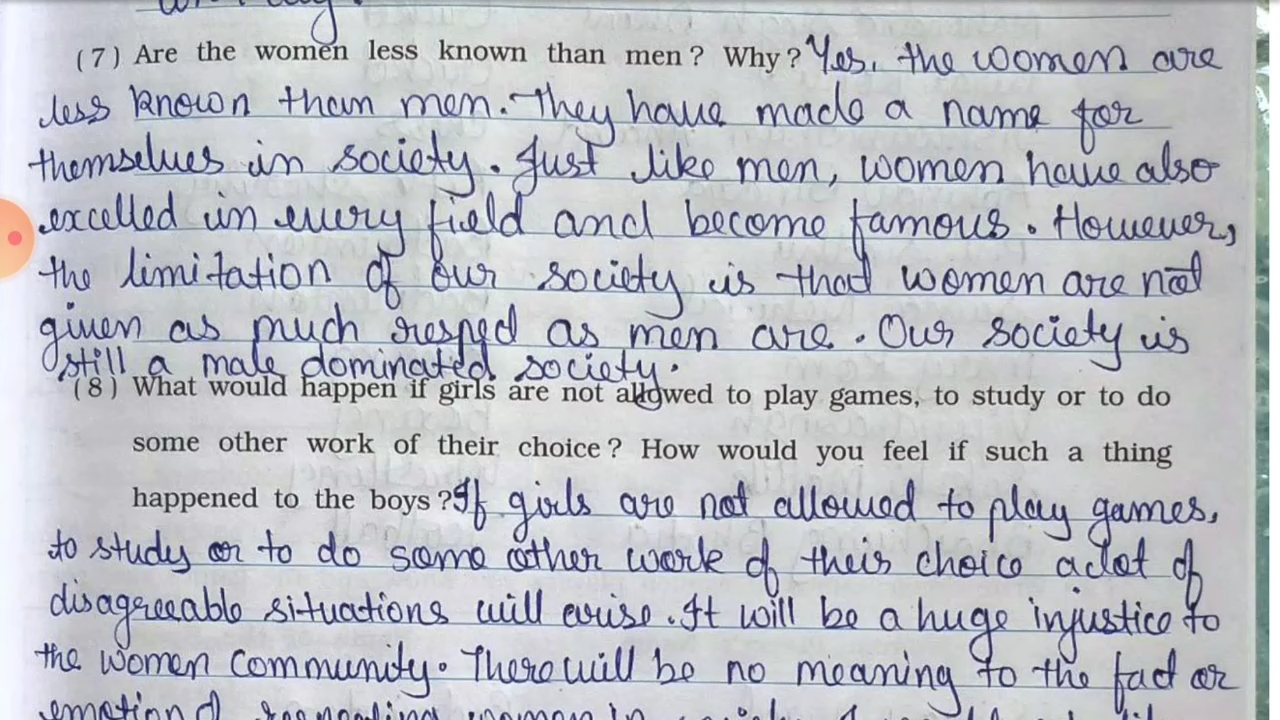 (7) Are the women less known than men? Why? Yes, the women are
less known than men. They have made a name for
themselves in society. Just like men, women have also
excelled in every field and become famous. However,
the limitation of our society is that women are not
given as much respect as men are. Our society is
still a male dominated society.
(8) What would happen if girls are not allowed to play games, to study or to do
some other work of their choice? How would you feel if such a thing
happened to the boys? If girls are not allowed to play games,
to study or to do some other work of their choice a lot of
disagreeable situations will arise. It will be a huge injustice to
the women community. There will be no meaning to the fact or